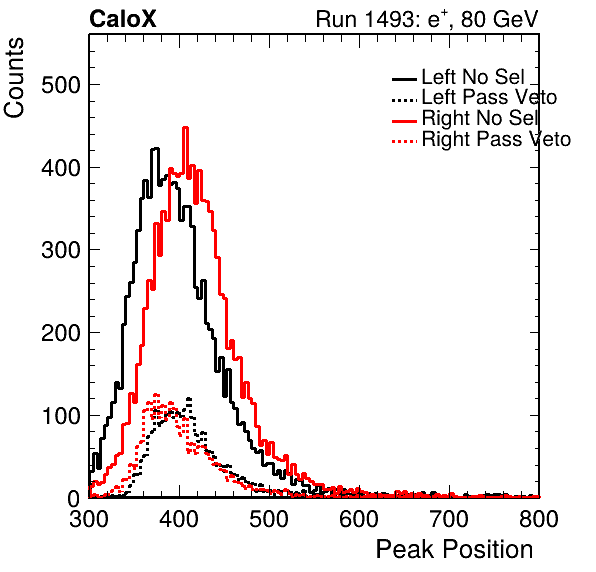 CaloX Run 1493: e+, 80 GeV
Counts
Left No Sel
Left Pass Veto
Right No Sel
Right Pass Veto
500
400
300
200
100
0
300 400 500 600 700 800
Peak Position